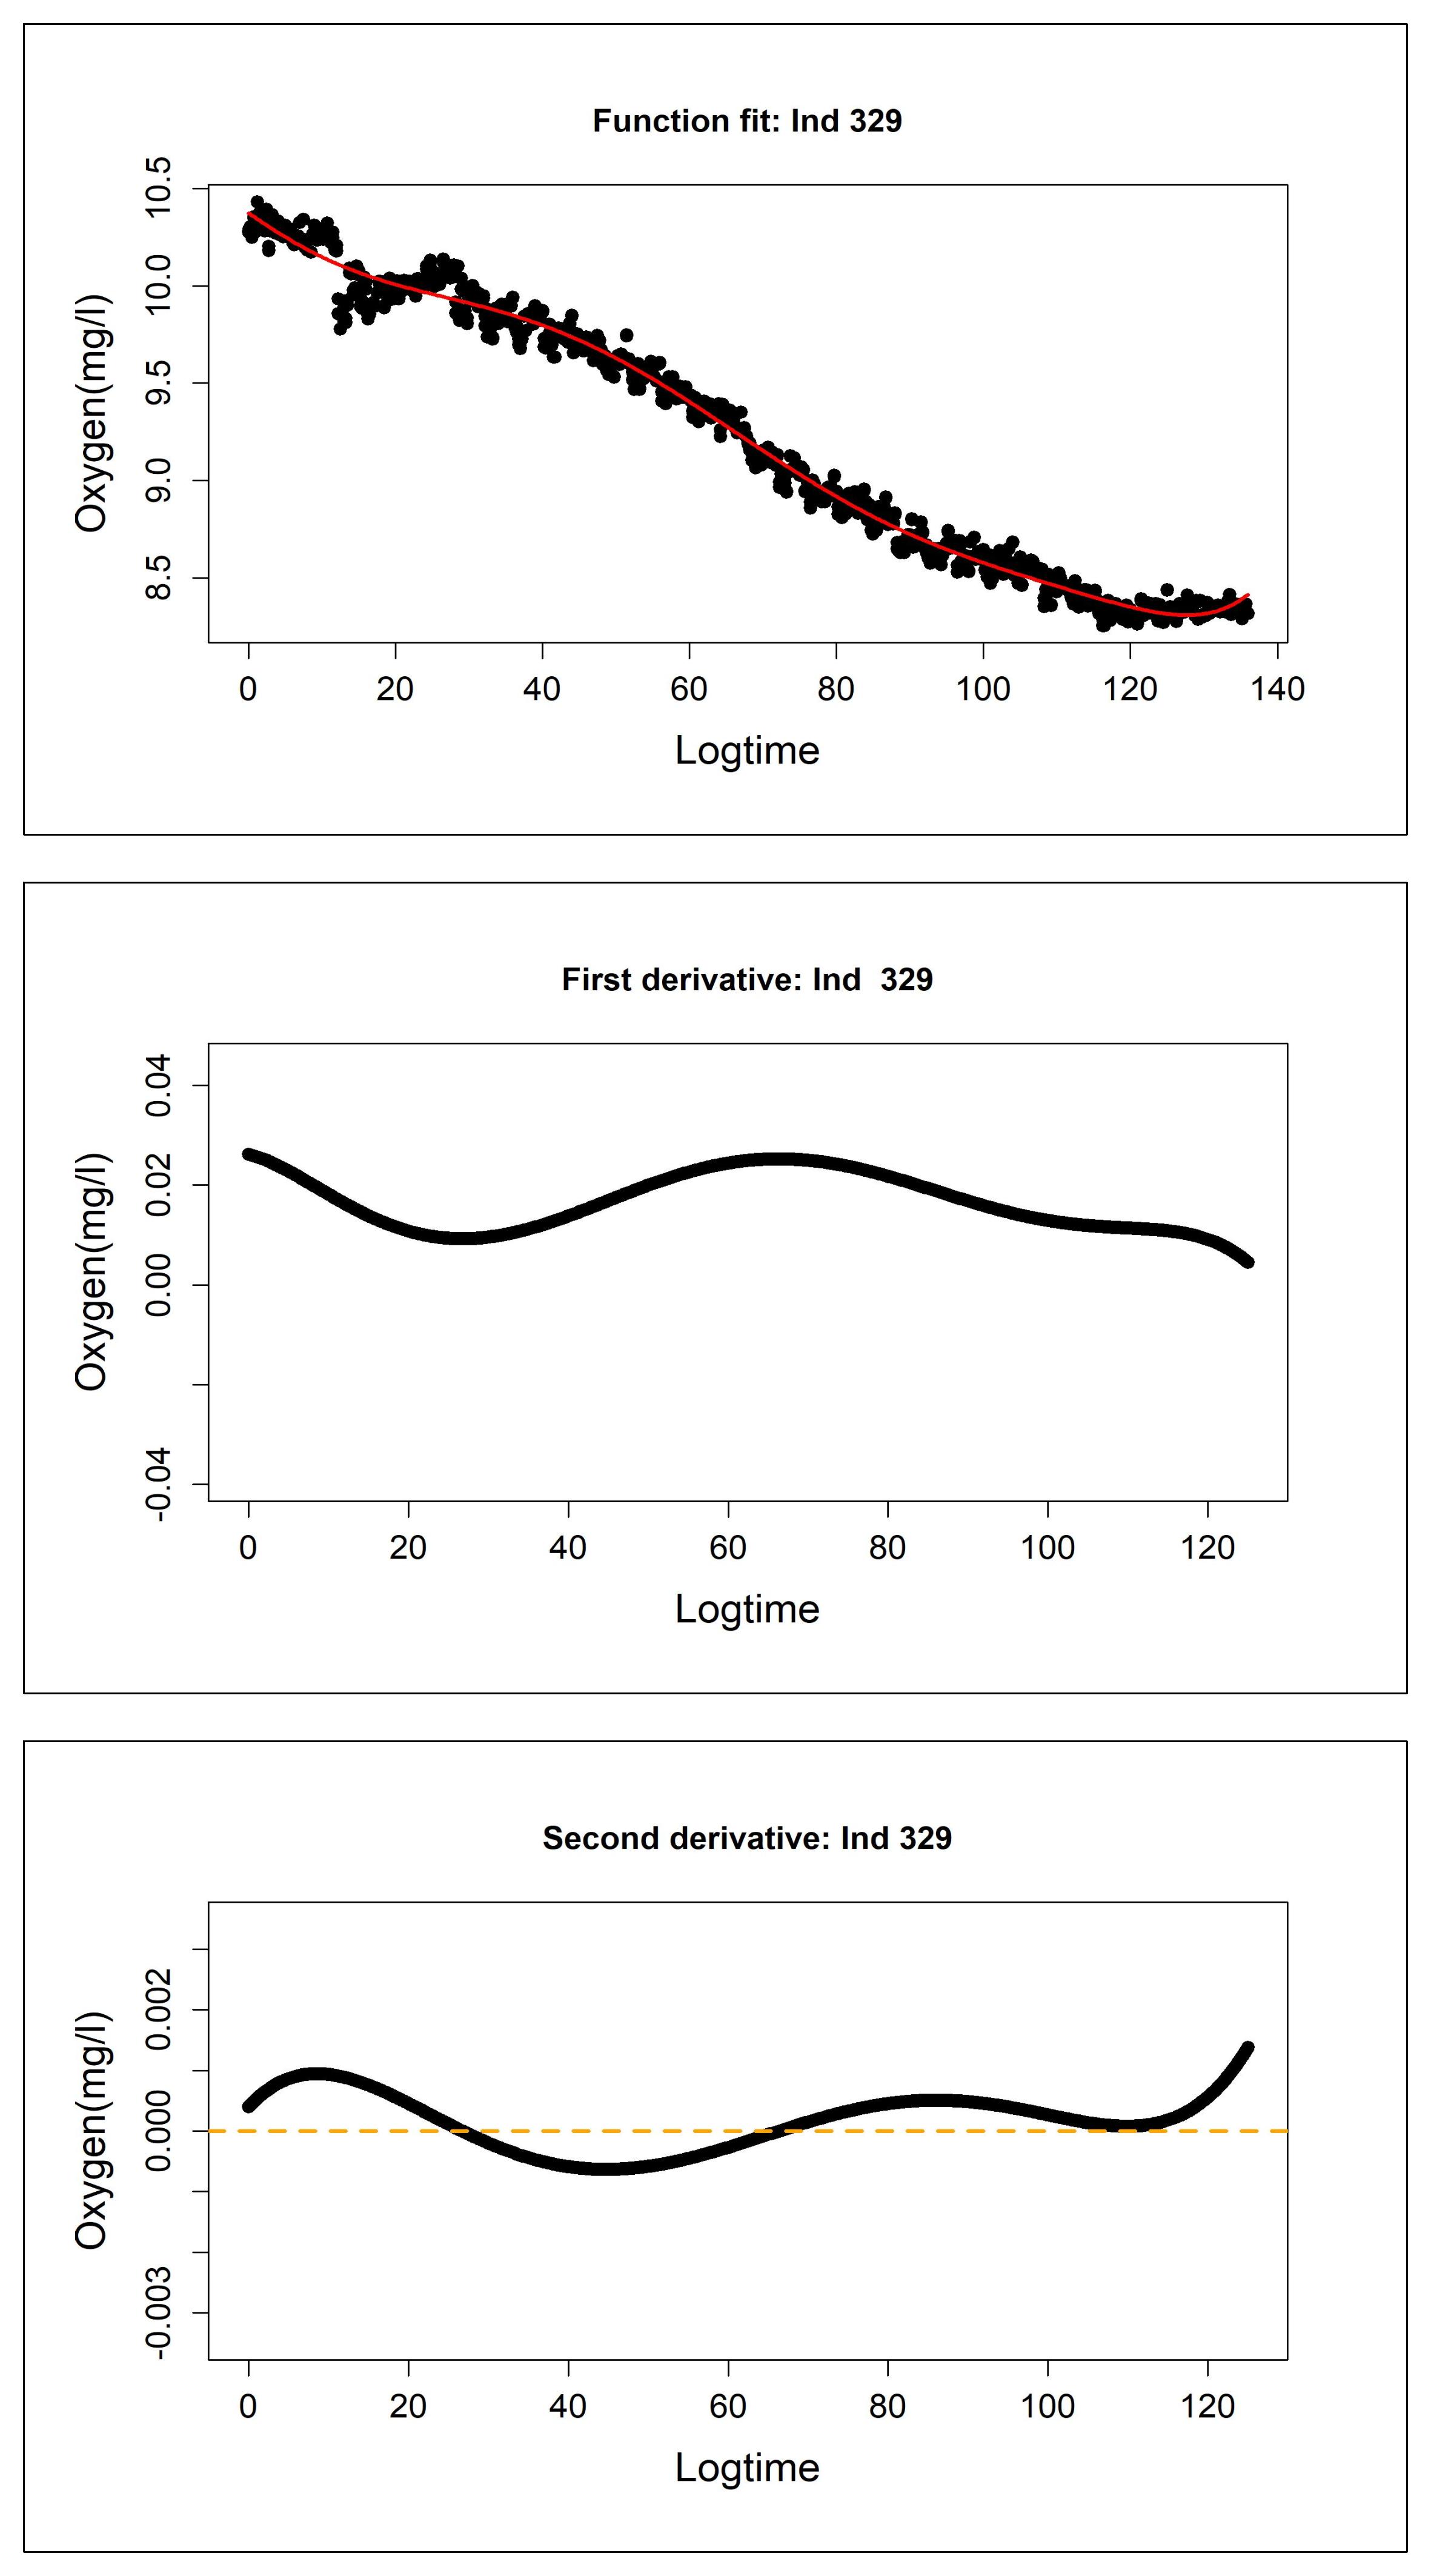 Function fit: Ind 329
Oxygen(mg/l)
10.5
10.0
9.5
9.0
8.5
0 20 40 60 80 100 120 140
Logtime
First derivative: Ind  329
Oxygen(mg/l)
0.04
0.02
0.00
-0.04
0 20 40 60 80 100 120
Logtime
Second derivative: Ind 329
Oxygen(mg/l)
0.002
0.000
-0.003
0 20 40 60 80 100 120
Logtime